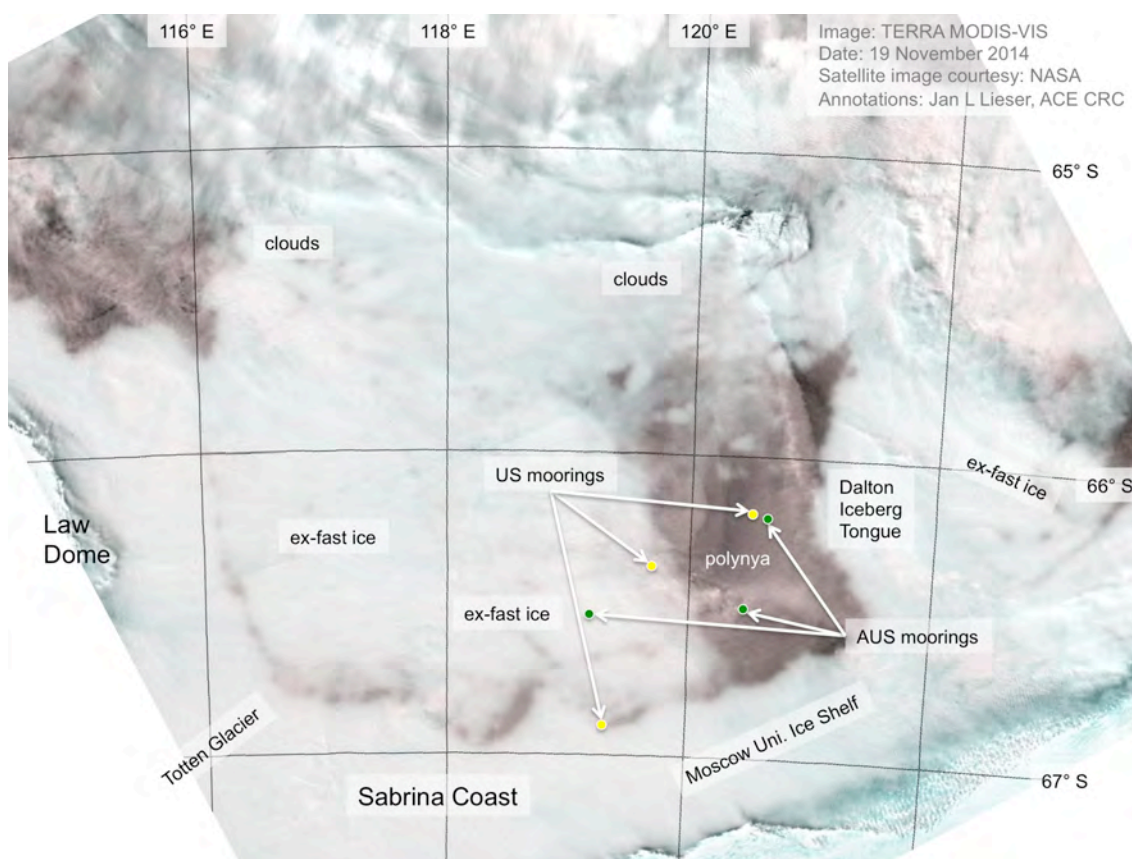 116° E
118° E
120° E
Image: TERRA MODIS-VIS
Date: 19 November 2014
Satellite image courtesy: NASA
Annotations: Jan L Lieser, ACE CRC
65° S
clouds
clouds
US moorings
ex-fast ice
66° S
Dalton
Iceberg
Tongue
Law
Dome
ex-fast ice
polynya
ex-fast ice
AUS moorings
Totten Glacier
Moscow Uni. Ice Shelf
67° S
Sabrina Coast